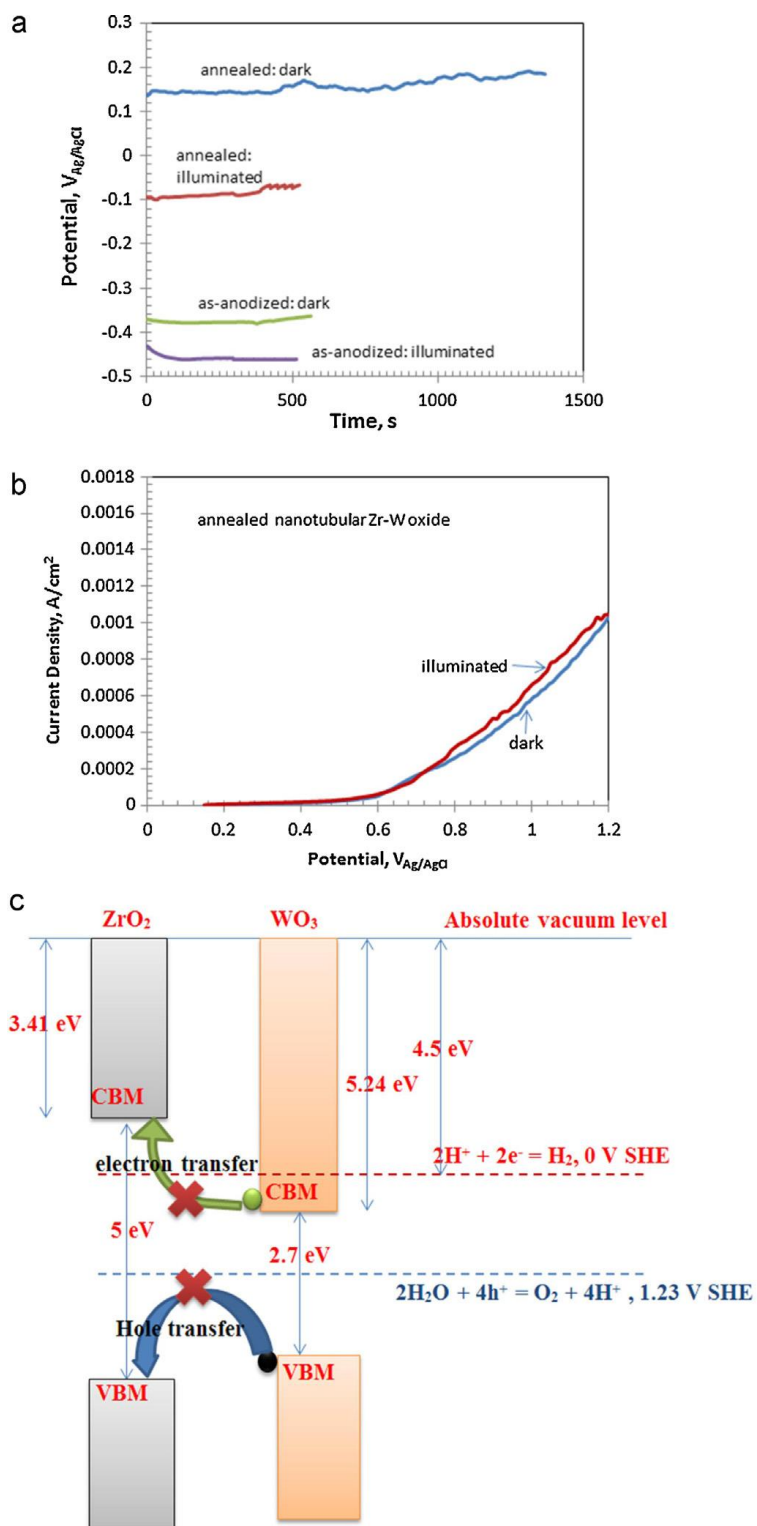 a
0.3
0.2
0.1
0
-0.1
-0.2
-0.3
-0.4
-0.5
Potential, V Ag/AgCl
annealed: dark
annealed:
illuminated
as-anodized: dark
as-anodized: illuminated
0 500 1000 1500
Time, s
b
0.0018
0.0016
0.0014
0.0012
0.001
0.0008
0.0006
0.0004
0.0002
0
Current Density, A/cm²
annealed nanotubular Zr-W oxide
illuminated
dark
0 0.2 0.4 0.6 0.8 1 1.2
Potential, V Ag/AgCl
c
ZrO₂ WO₃ Absolute vacuum level
3.41 eV
4.5 eV
5.24 eV
CBM
2H⁺ + 2e⁻ = H₂, 0 V SHE
electron transfer
CBM
5 eV
2.7 eV
2H₂O + 4h⁺ = O₂ + 4H⁺ , 1.23 V SHE
Hole transfer
VBM
VBM